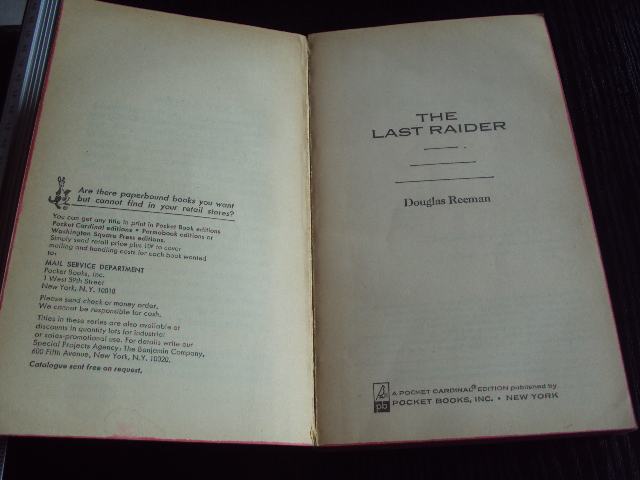 Are there paperbound books you want
but cannot find in your retail stores?
You can get any title in print in Pocket Book editions
Pocket Cardinal editions • Permabook editions or
Washington Square Press editions.
Simply send retail price plus 10¢ to cover
mailing and handling costs for each book wanted
to:
MAIL SERVICE DEPARTMENT
Pocket Books, Inc.
1 West 39th Street
New York, N.Y. 10018
Please send check or money order.
We cannot be responsible for cash.
Titles in these series are also available at
discounts in quantity lots for industrial
or sales-promotional use. For details write our
Special Projects Agency, The Benjamin Company,
600 Fifth Avenue, New York, N.Y. 10020.
Catalogue sent free on request.
THE
LAST RAIDER
Douglas Reeman
pb
A POCKET CARDINAL® EDITION published by
POCKET BOOKS, INC. • NEW YORK